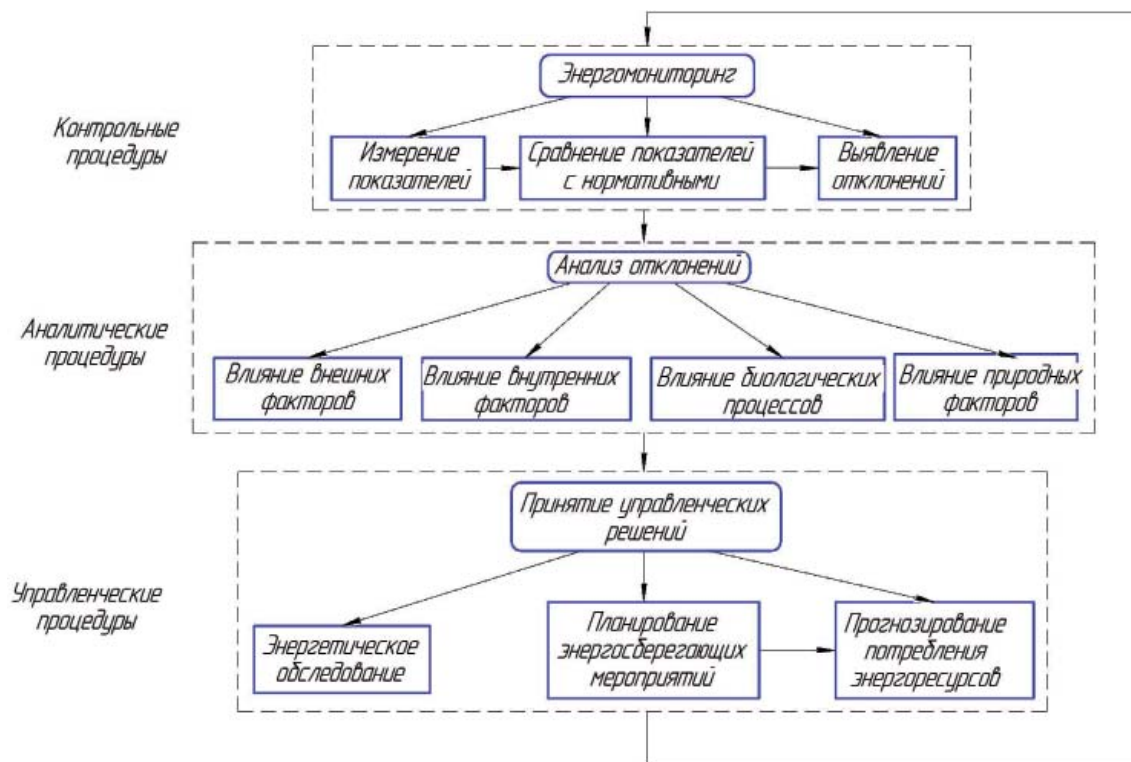 Энергомониторинг
Контрольные
процедуры
Измерение
показателей
Сравнение показателей
с нормативными
Выявление
отклонений
Анализ отклонений
Аналитические
процедуры
Влияние внешних
факторов
Влияние внутренних
факторов
Влияние биологических
процессов
Влияние природных
факторов
Принятие управленческих
решений
Управленческие
процедуры
Энергетическое
обследование
Планирование
энергосберегающих
мероприятий
Прогнозирование
потребления
энергоресурсов